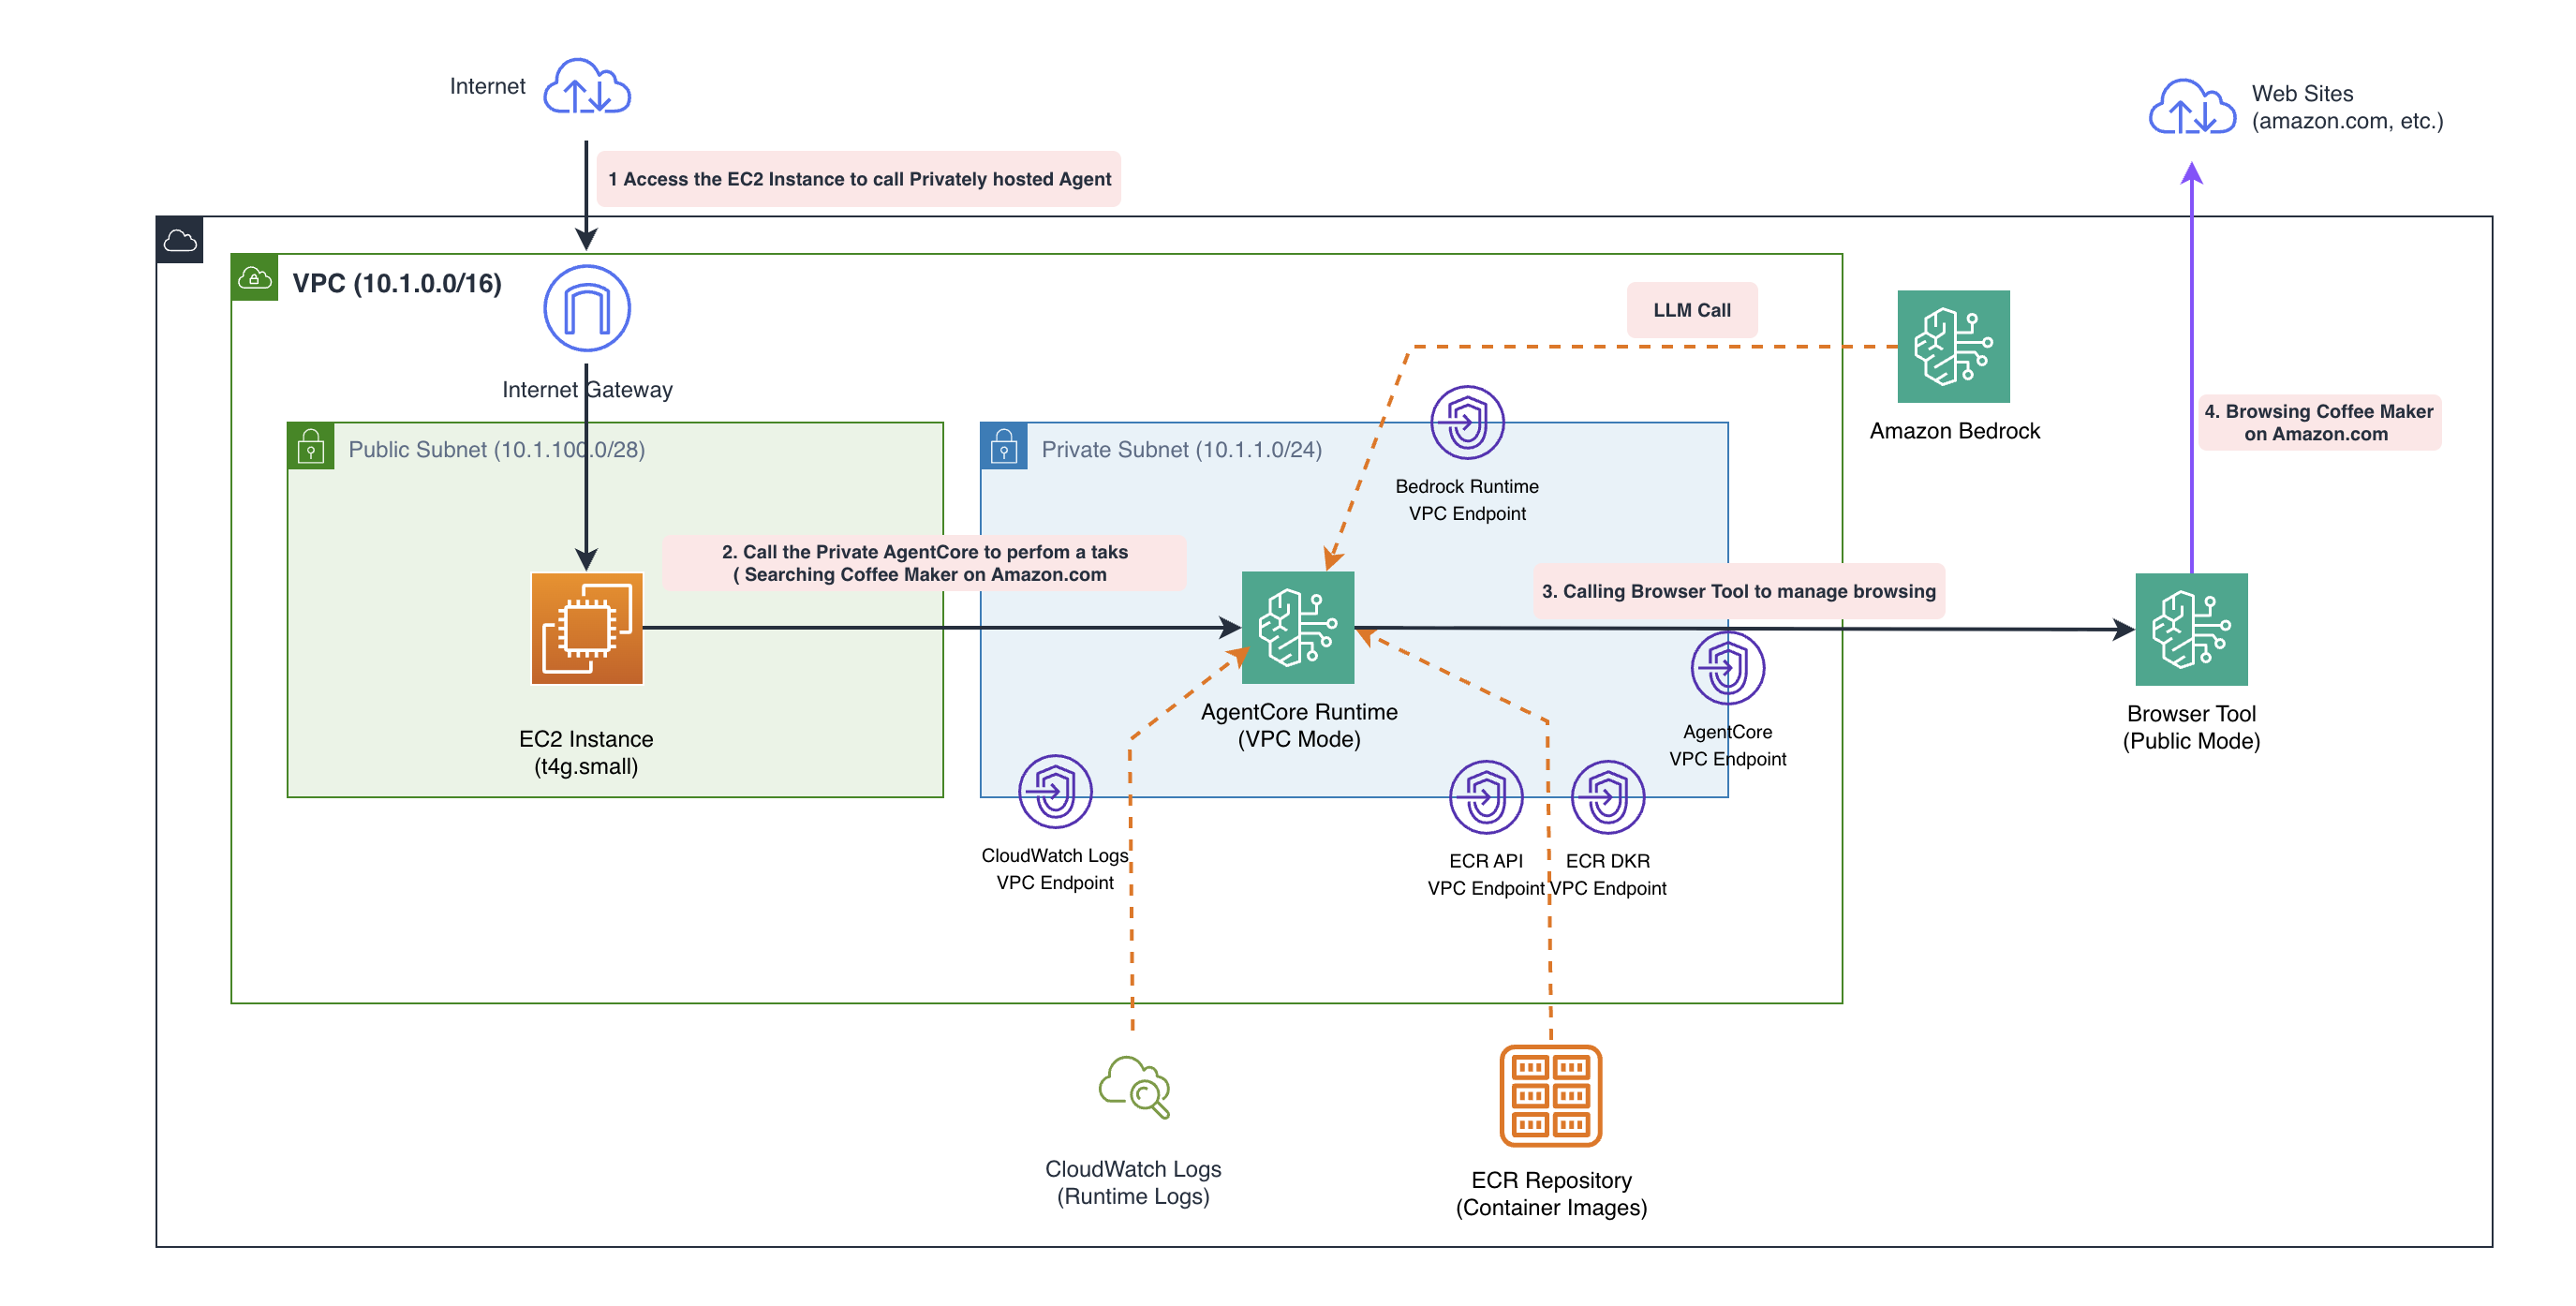 Internet
Web Sites
(amazon.com, etc.)
1 Access the EC2 Instance to call Privately hosted Agent
VPC (10.1.0.0/16)
LLM Call
Internet Gateway
Amazon Bedrock
4. Browsing Coffee Maker
on Amazon.com
Public Subnet (10.1.100.0/28)
Private Subnet (10.1.1.0/24)
Bedrock Runtime
VPC Endpoint
2. Call the Private AgentCore to perfom a taks
( Searching Coffee Maker on Amazon.com
3. Calling Browser Tool to manage browsing
EC2 Instance
(t4g.small)
AgentCore Runtime
(VPC Mode)
AgentCore
VPC Endpoint
Browser Tool
(Public Mode)
CloudWatch Logs
VPC Endpoint
ECR API
VPC Endpoint
ECR DKR
VPC Endpoint
CloudWatch Logs
(Runtime Logs)
ECR Repository
(Container Images)